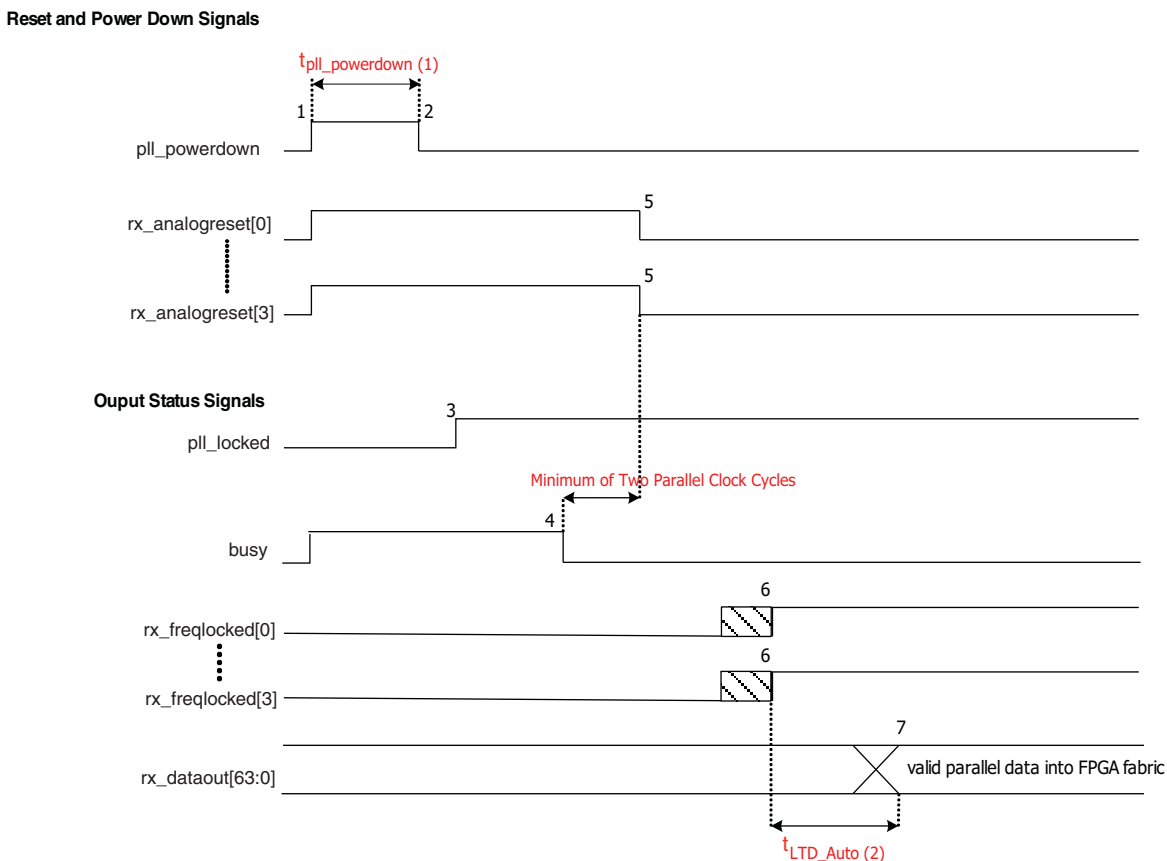 Reset and Power Down Signals
tpll_powerdown (1)
1
2
pll_powerdown
5
rx_analogreset[0]
5
rx_analogreset[3]
Ouput Status Signals
3
pll_locked
Minimum of Two Parallel Clock Cycles
4
busy
6
rx_freqlocked[0]
6
rx_freqlocked[3]
7
rx_dataout[63:0]
valid parallel data into FPGA fabric
tLTD_Auto (2)